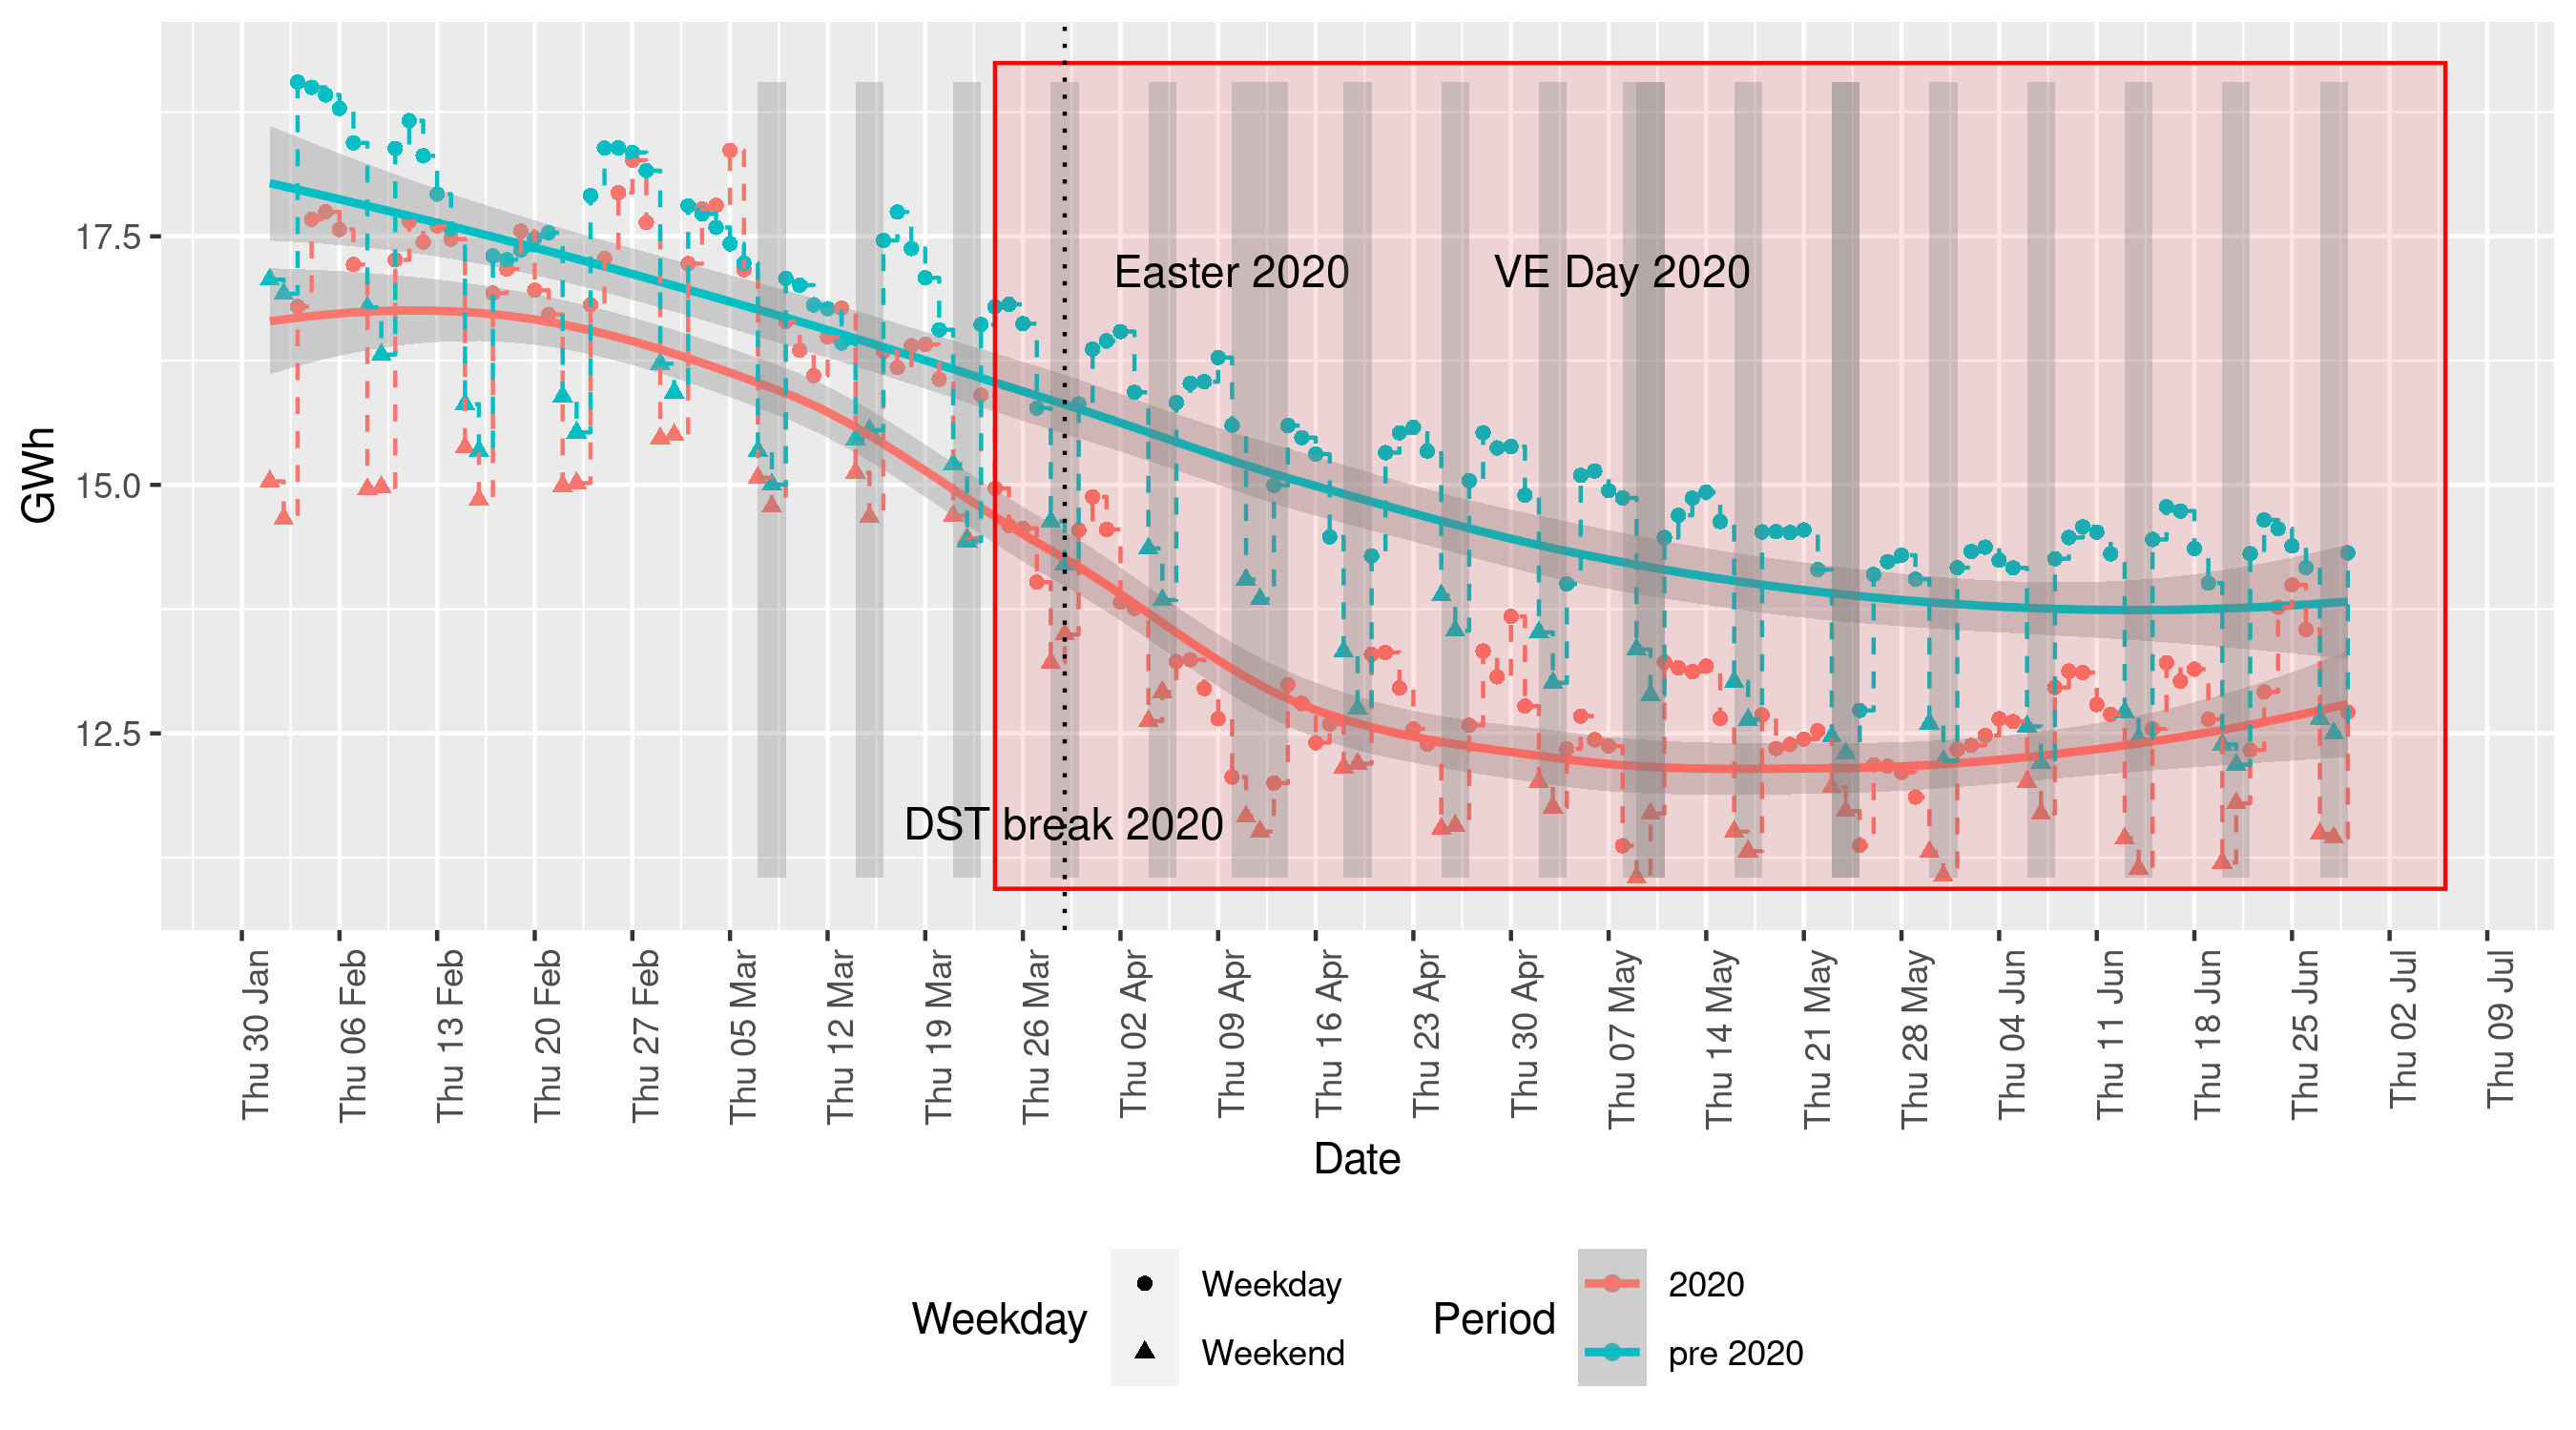 Easter 2020
VE Day 2020
DST break 2020
GWh
17.5
15.0
12.5
Thu 30 Jan
Thu 06 Feb
Thu 13 Feb
Thu 20 Feb
Thu 27 Feb
Thu 05 Mar
Thu 12 Mar
Thu 19 Mar
Thu 26 Mar
Thu 02 Apr
Thu 09 Apr
Thu 16 Apr
Thu 23 Apr
Thu 30 Apr
Thu 07 May
Thu 14 May
Thu 21 May
Thu 28 May
Thu 04 Jun
Thu 11 Jun
Thu 18 Jun
Thu 25 Jun
Thu 02 Jul
Thu 09 Jul
Date
Weekday
Weekday
Weekend
Period
2020
pre 2020